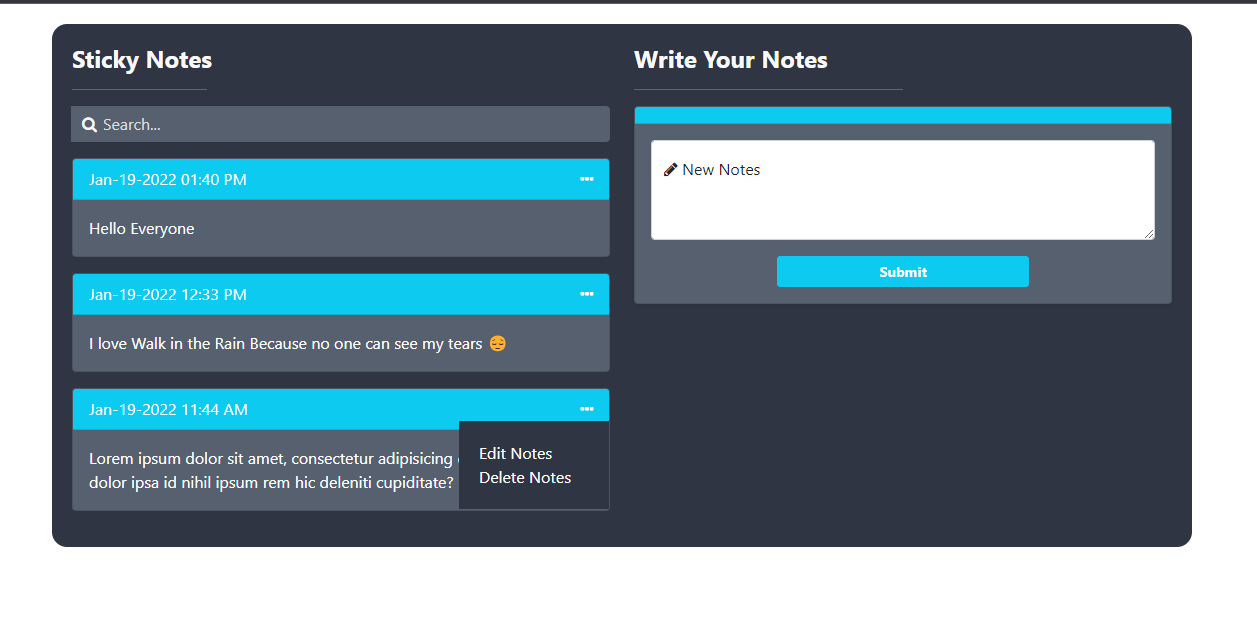 Sticky Notes
Search...
Jan-19-2022 01:40 PM
Hello Everyone
Jan-19-2022 12:33 PM
I love Walk in the Rain Because no one can see my tears 😔
Jan-19-2022 11:44 AM
Lorem ipsum dolor sit amet, consectetur adipisicing
dolor ipsa id nihil ipsum rem hic deleniti cupiditate?
Edit Notes
Delete Notes
Write Your Notes
New Notes
Submit